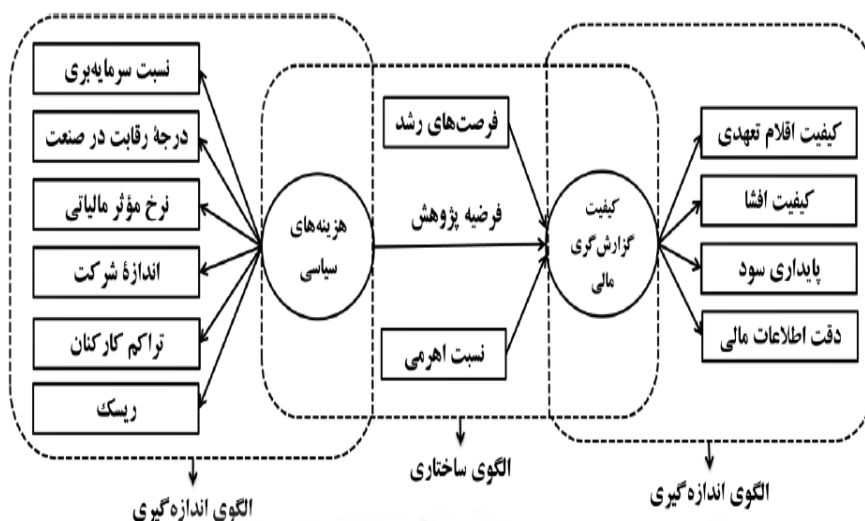 نسبت سرمایه‌بری
درجهٔ رقابت در صنعت
نرخ مؤثر مالیاتی
اندازهٔ شرکت
تراکم کارکنان
ریسک
هزینه‌های
سیاسی
فرصت‌های رشد
فرضیه پژوهش
نسبت اهرمی
کیفیت
گزارش‌گری
مالی
کیفیت اقلام تعهدی
کیفیت افشا
پایداری سود
دقت اطلاعات مالی
الگوی اندازه‌گیری
الگوی ساختاری
الگوی اندازه‌گیری